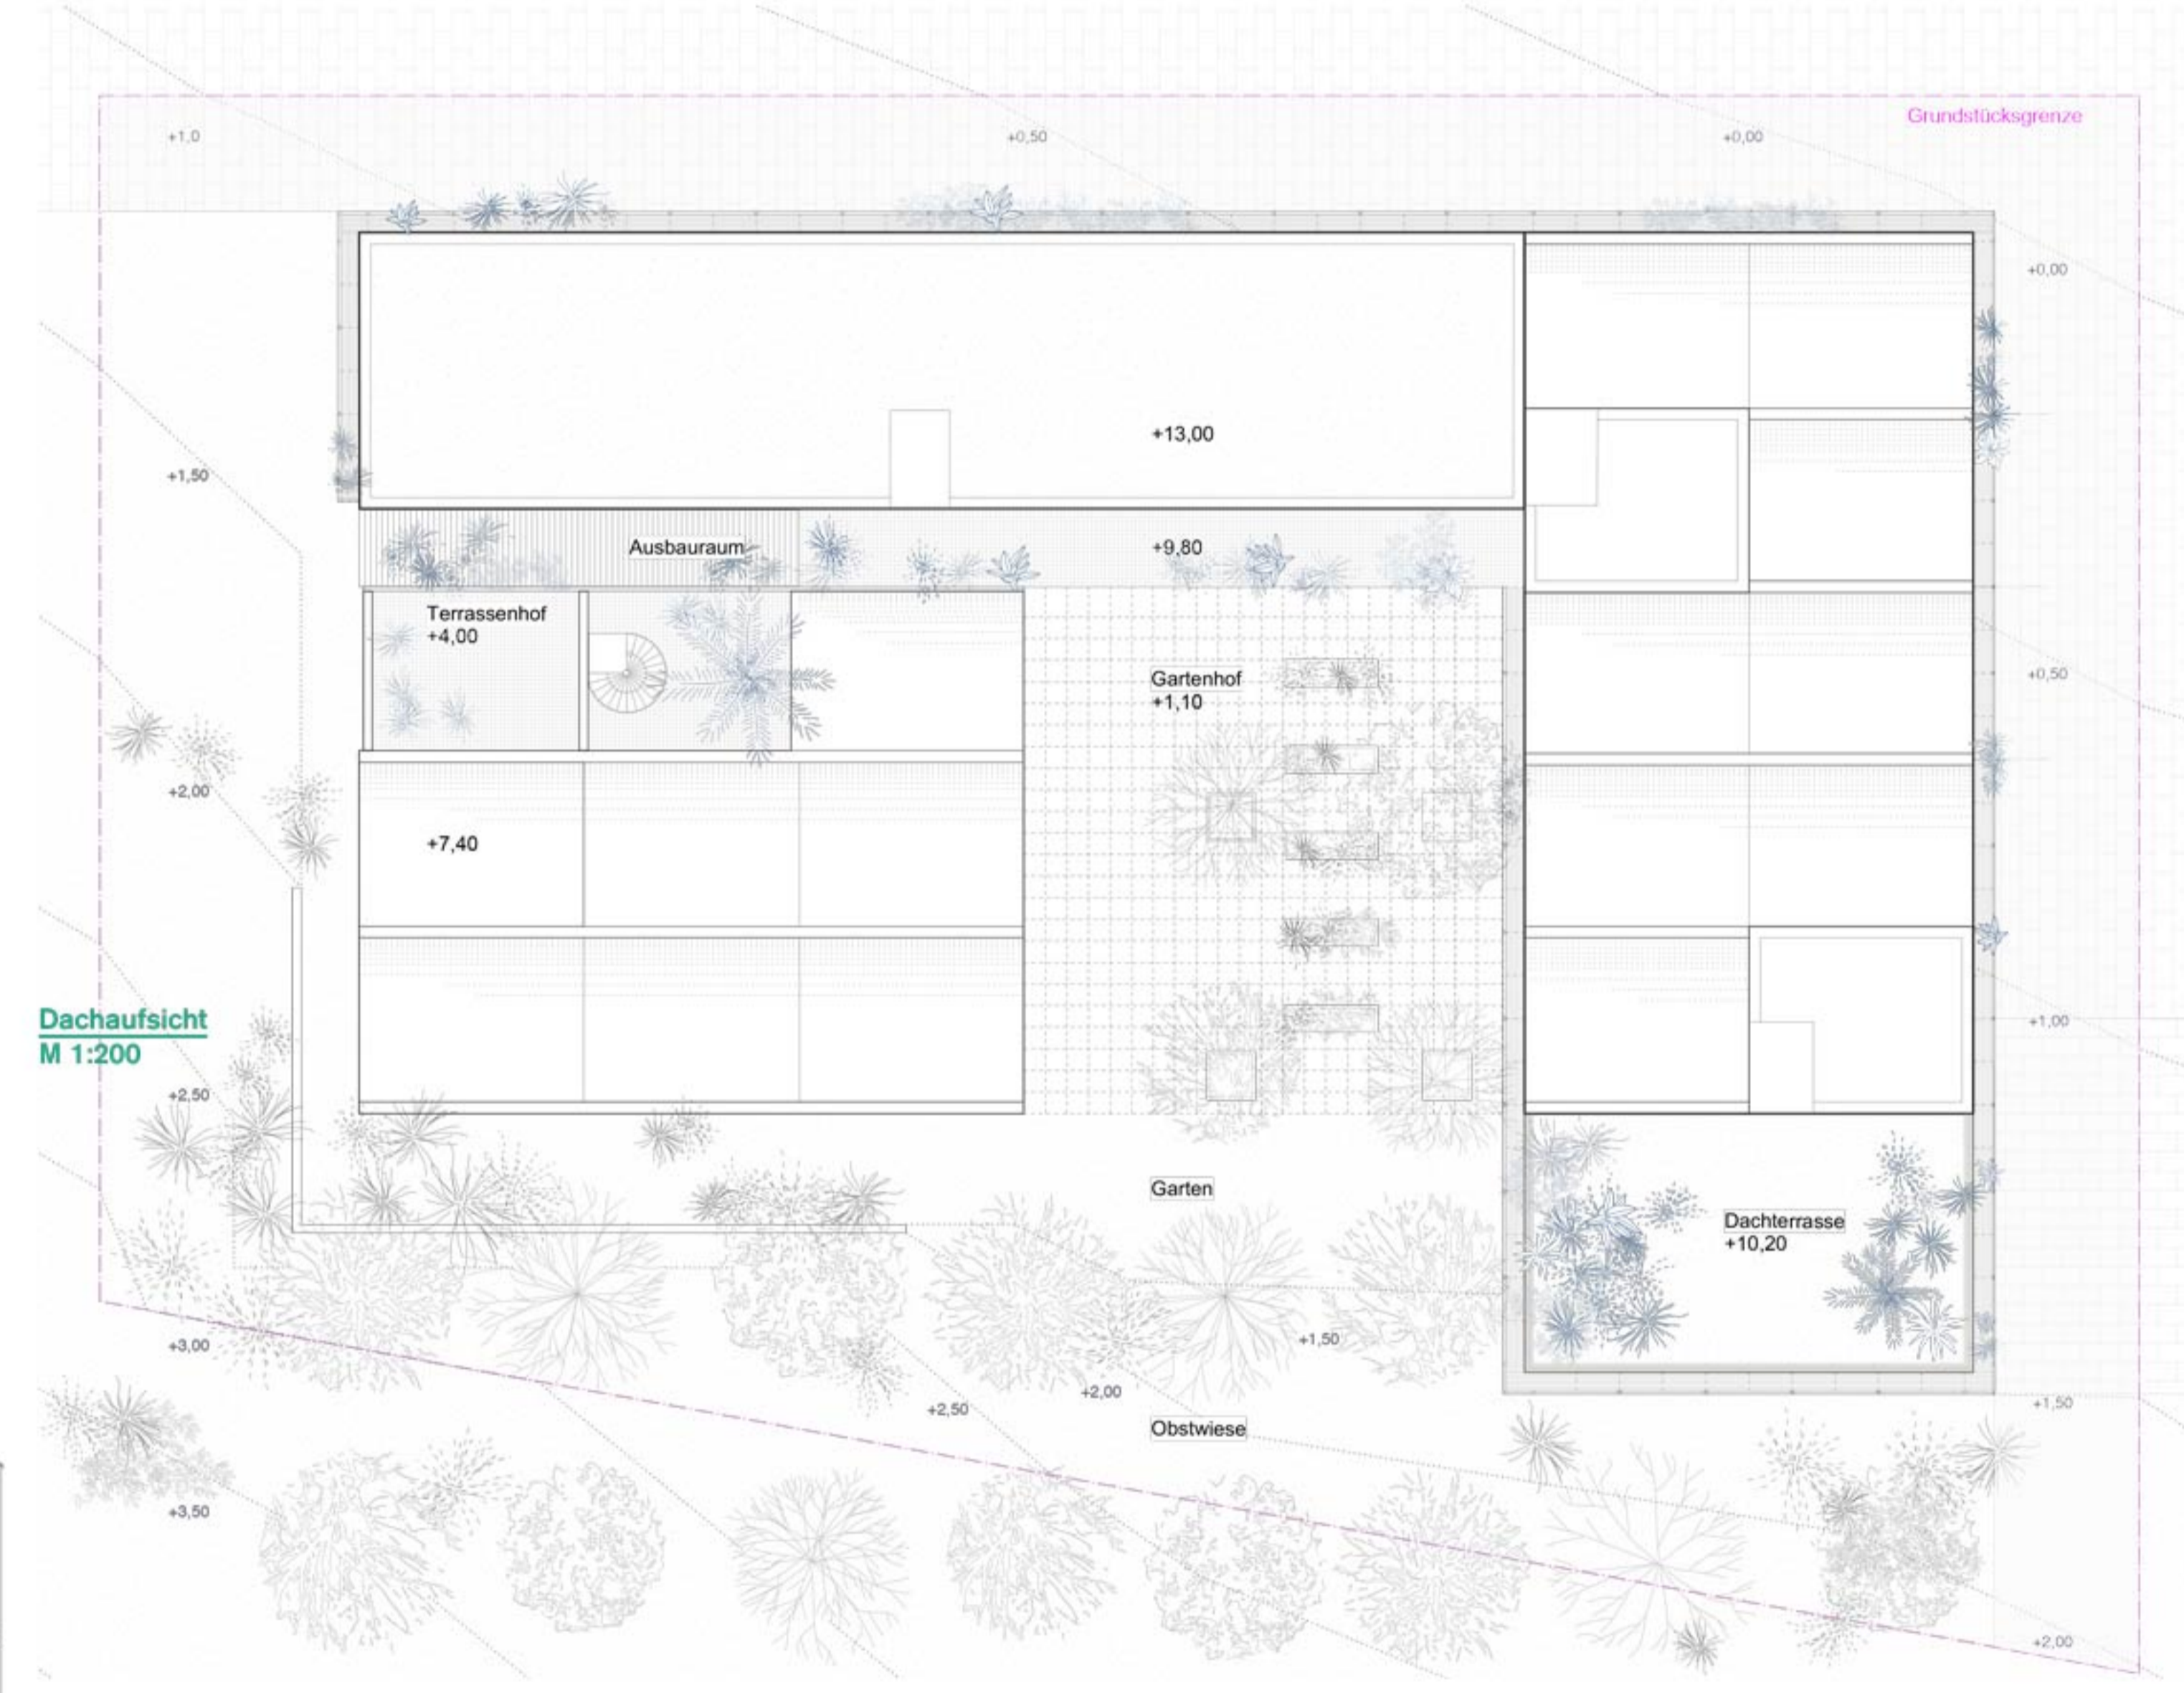 Grundstücksgrenze
+1,0
+0,50
+0,00
+0,00
+13,00
+1,50
Ausbauraum
+9,80
Terrassenhof
+4,00
Gartenhof
+1,10
+0,50
+2,00
+7,40
Dachaufsicht
M 1:200
+1,00
+2,50
Garten
Dachterrasse
+10,20
+3,00
+1,50
+2,00
+2,50
+1,50
Obstwiese
+3,50
+2,00